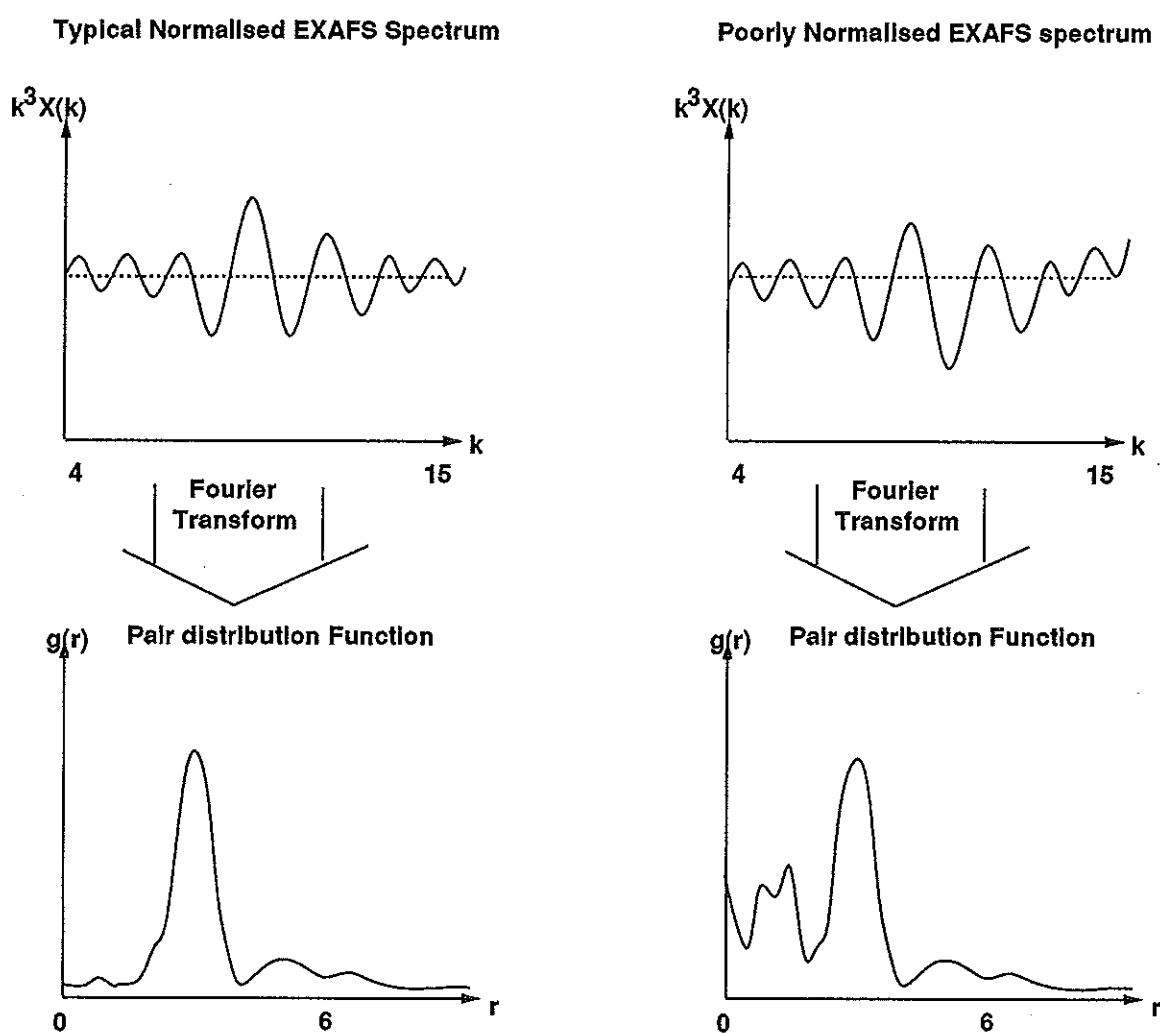 Typical Normalised EXAFS Spectrum
k³X(k)
k
4
15
Fourier
Transform
g(r)
Pair distribution Function
r
0
6
Poorly Normalised EXAFS spectrum
k³X(k)
k
4
15
Fourier
Transform
g(r)
Pair distribution Function
r
0
6